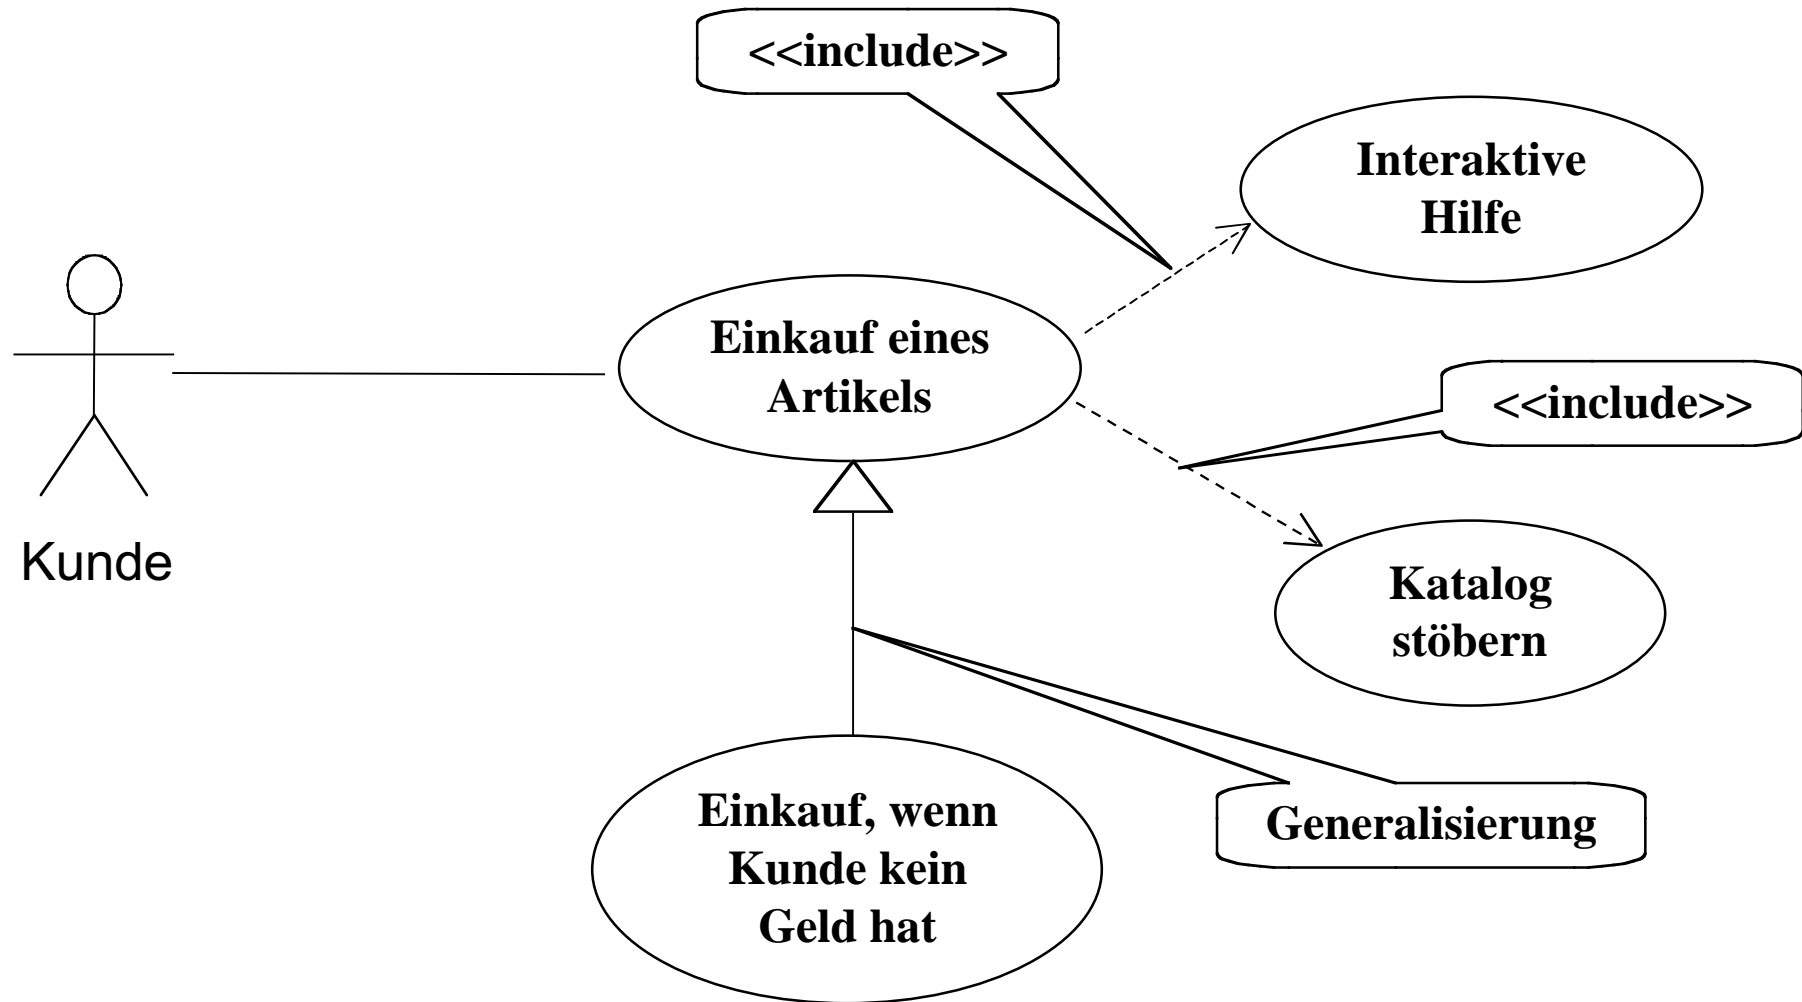 <<include>>
Interaktive
Hilfe
Einkauf eines
Artikels
<<include>>
Kunde
Katalog
stöbern
Einkauf, wenn
Kunde kein
Geld hat
Generalisierung